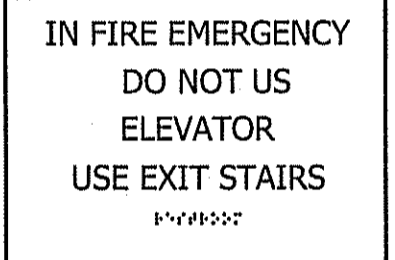 IN FIRE EMERGENCY
DO NOT US
ELEVATOR
USE EXIT STAIRS
⠗⠑⠎⠞⠗⠕⠕⠍